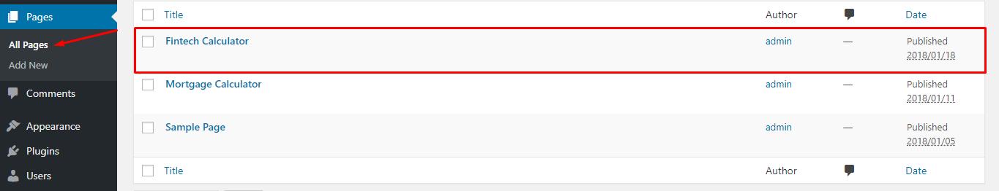 Pages
All Pages
Add New
Comments
Appearance
Plugins
Users
Title Author Date
Fintech Calculator admin — Published
2018/01/18
Mortgage Calculator admin — Published
2018/01/11
Sample Page admin — Published
2018/01/05
Title Author Date